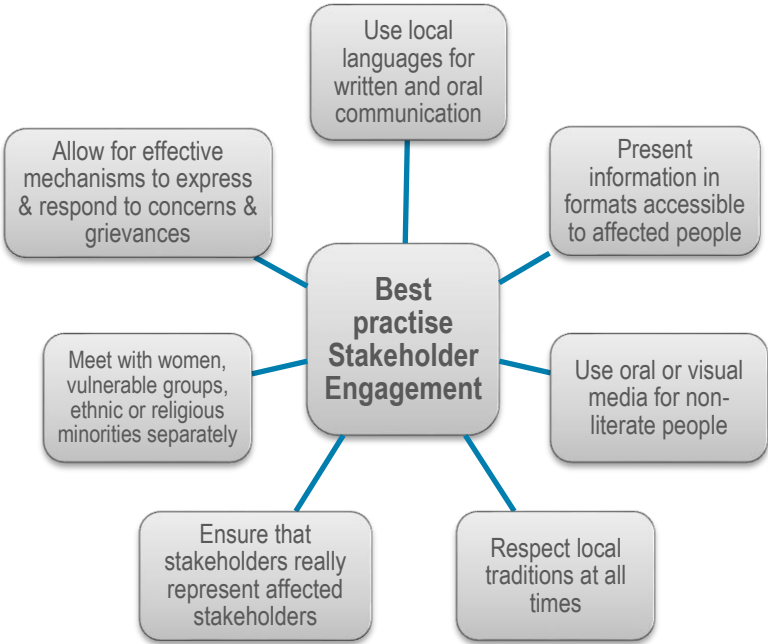 Use local
languages for
written and oral
communication
Allow for effective
mechanisms to express
& respond to concerns &
grievances
Present
information in
formats accessible
to affected people
Best
practise
Stakeholder
Engagement
Meet with women,
vulnerable groups,
ethnic or religious
minorities separately
Use oral or visual
media for non-
literate people
Ensure that
stakeholders really
represent affected
stakeholders
Respect local
traditions at all
times